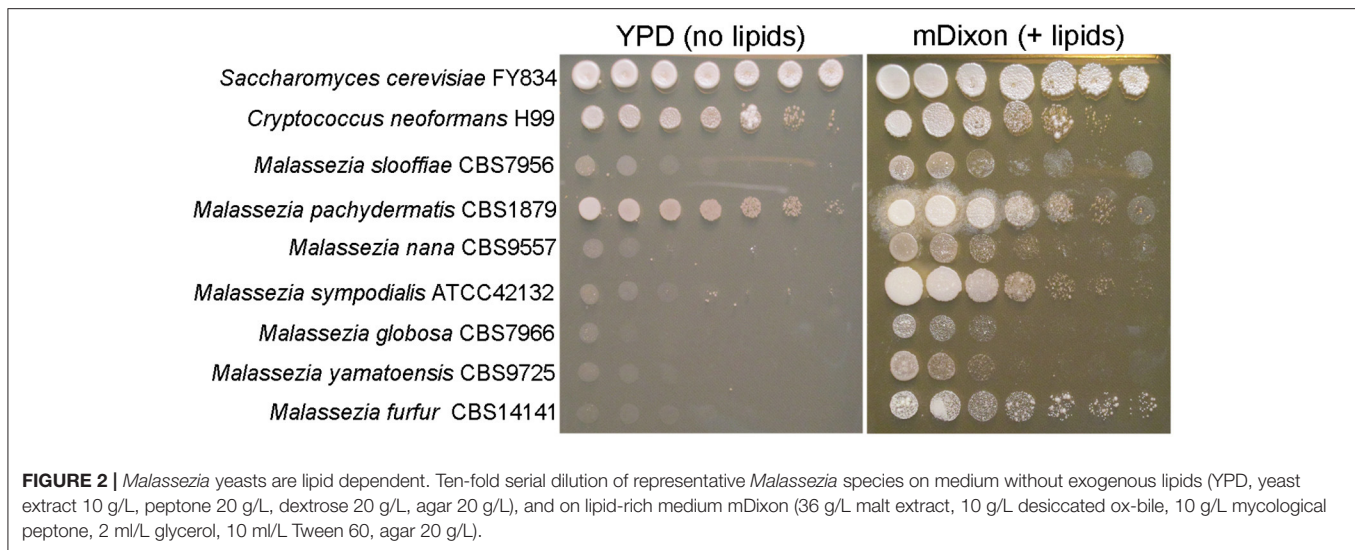 YPD (no lipids)
mDixon (+ lipids)
Saccharomyces cerevisiae FY834
Cryptococcus neoformans H99
Malassezia slooffiae CBS7956
Malassezia pachydermatis CBS1879
Malassezia nana CBS9557
Malassezia sympodialis ATCC42132
Malassezia globosa CBS7966
Malassezia yamatoensis CBS9725
Malassezia furfur CBS14141
FIGURE 2 | Malassezia yeasts are lipid dependent. Ten-fold serial dilution of representative Malassezia species on medium without exogenous lipids (YPD, yeast
extract 10 g/L, peptone 20 g/L, dextrose 20 g/L, agar 20 g/L), and on lipid-rich medium mDixon (36 g/L malt extract, 10 g/L desiccated ox-bile, 10 g/L mycological
peptone, 2 ml/L glycerol, 10 ml/L Tween 60, agar 20 g/L).